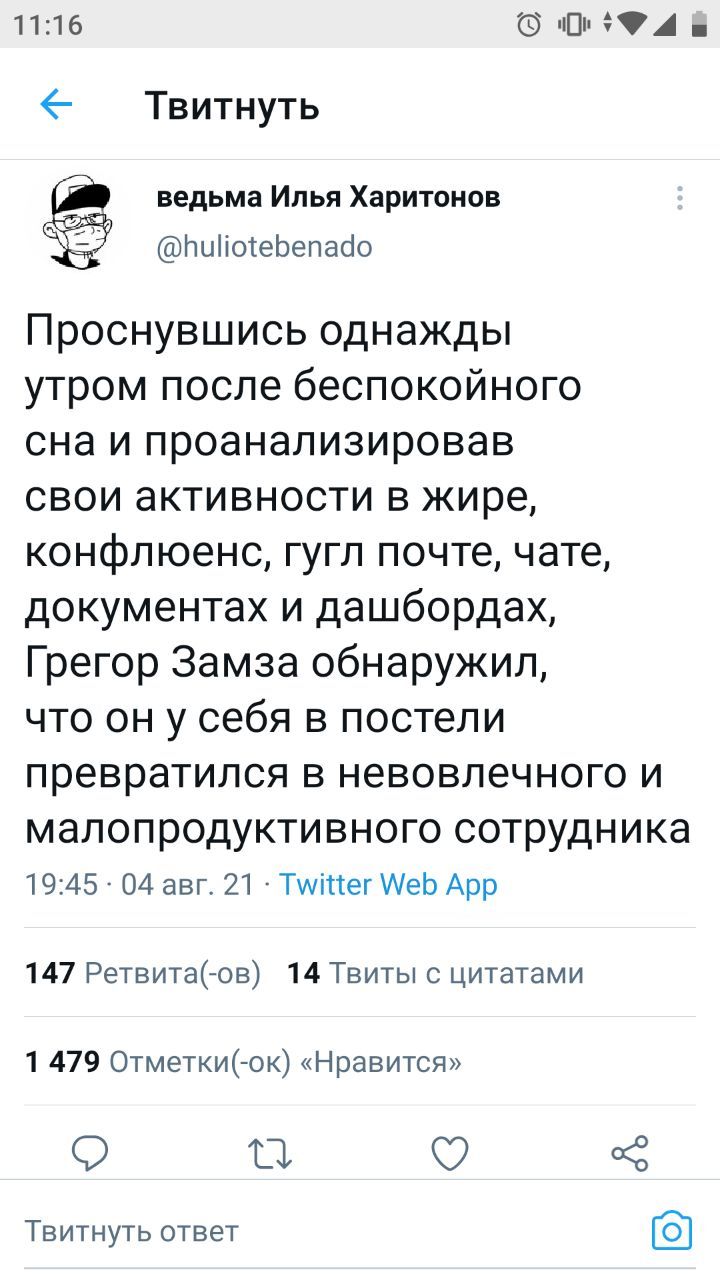 11:16
Твитнуть
ведьма Илья Харитонов
@huliotebenado
Проснувшись однажды
утром после беспокойного
сна и проанализировав
свои активности в жире,
конфлюенс, гугл почте, чате,
документах и дашбордах,
Грегор Замза обнаружил,
что он у себя в постели
превратился в невовлечного и
малопродуктивного сотрудника
19:45 · 04 авг. 21 · Twitter Web App
147 Ретвита(-ов) 14 Твиты с цитатами
1 479 Отметки(-ок) «Нравится»
Твитнуть ответ